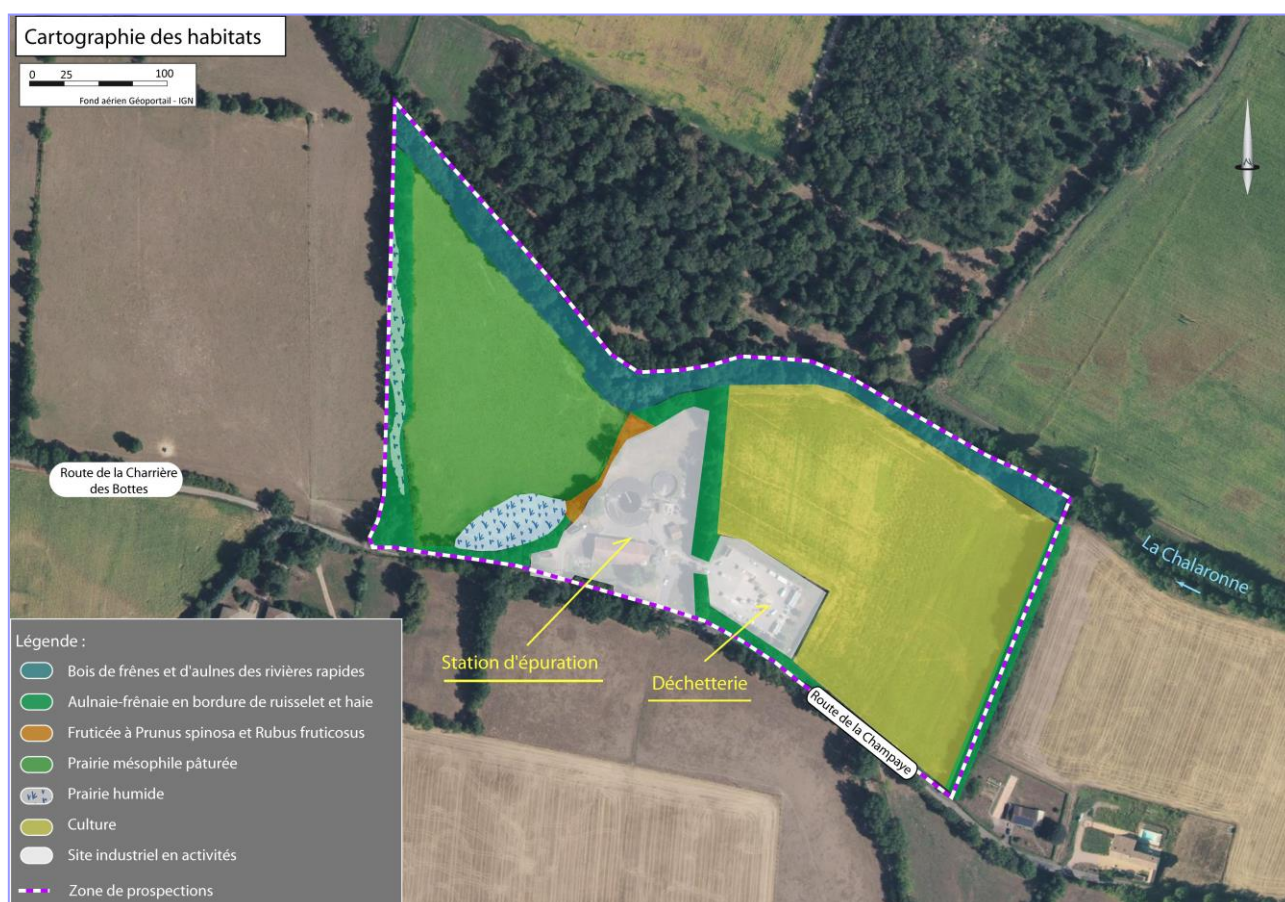 Cartographie des habitats
0 25 100
Fond aérien Géoportail - IGN
N
Route de la Charrière
des Bottes
La Chalaronne
Station d'épuration
Déchetterie
Route de la Champaye
Légende :
Bois de frênes et d'aulnes des rivières rapides
Aulnaie-frênaie en bordure de ruisselet et haie
Fruticée à Prunus spinosa et Rubus fruticosus
Prairie mésophile pâturée
Prairie humide
Culture
Site industriel en activités
Zone de prospections